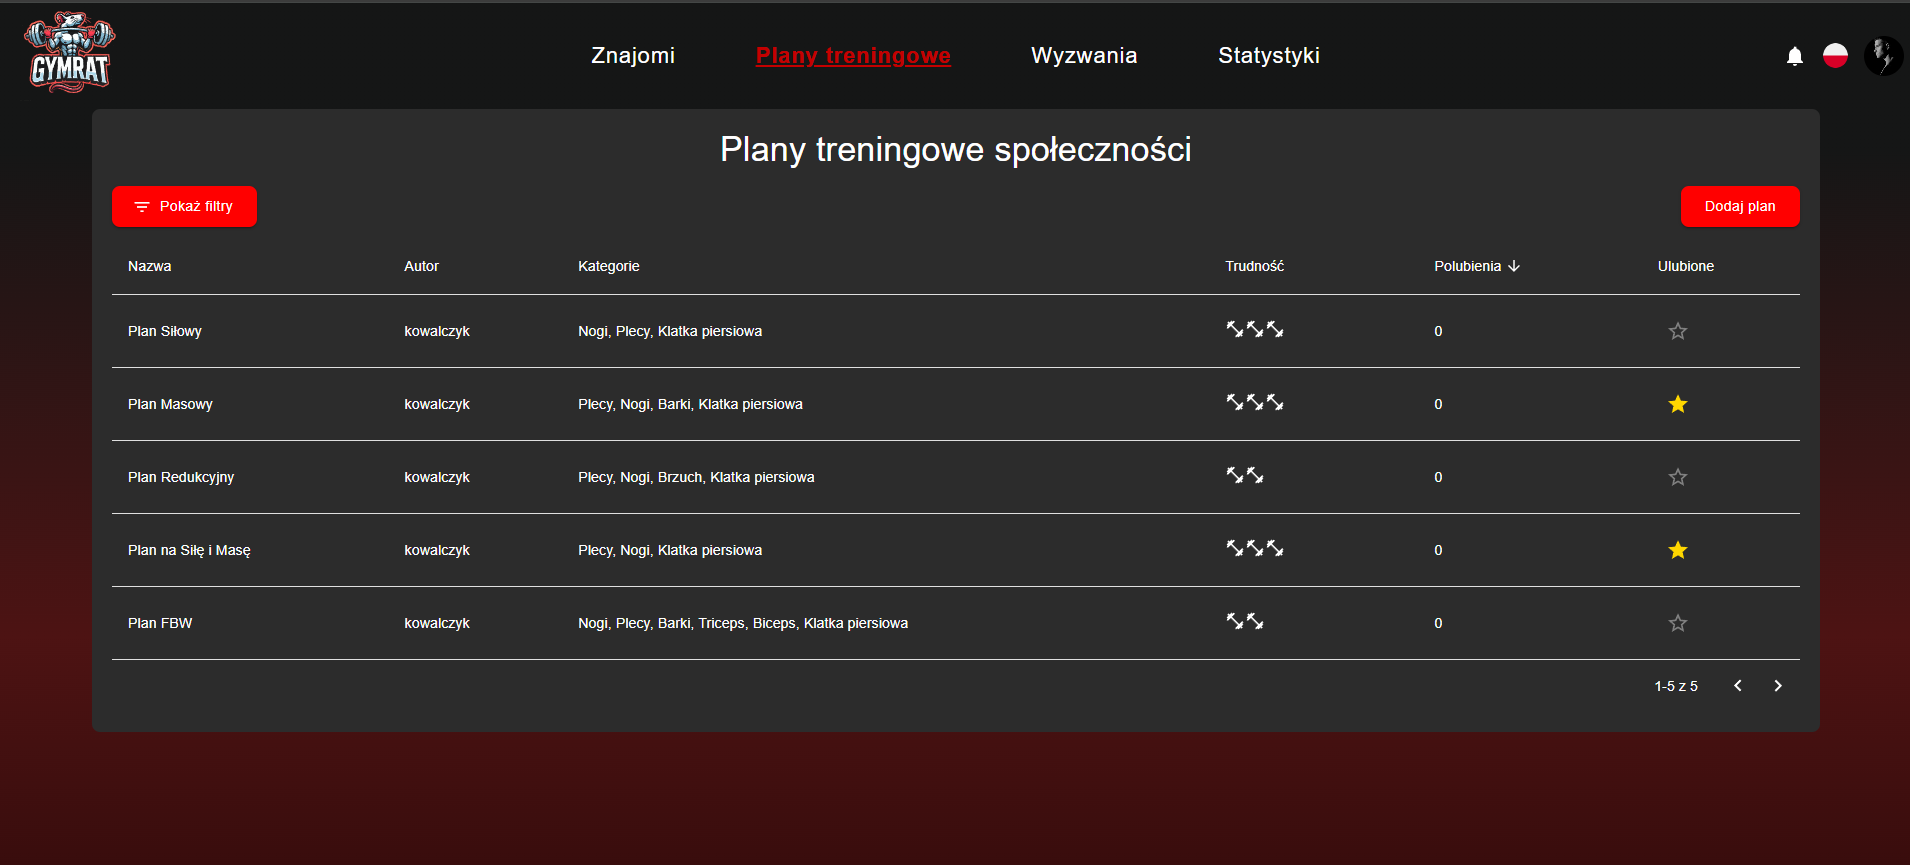 GYMRAT
Znajomi Plany treningowe Wyzwania Statystyki
Plany treningowe społeczności
Pokaż filtry Dodaj plan
Nazwa Autor Kategorie Trudność Polubienia Ulubione
Plan Siłowy kowalczyk Nogi, Plecy, Klatka piersiowa 0
Plan Masowy kowalczyk Plecy, Nogi, Barki, Klatka piersiowa 0
Plan Redukcyjny kowalczyk Plecy, Nogi, Brzuch, Klatka piersiowa 0
Plan na Siłę i Masę kowalczyk Plecy, Nogi, Klatka piersiowa 0
Plan FBW kowalczyk Nogi, Plecy, Barki, Triceps, Biceps, Klatka piersiowa 0
1-5 z 5